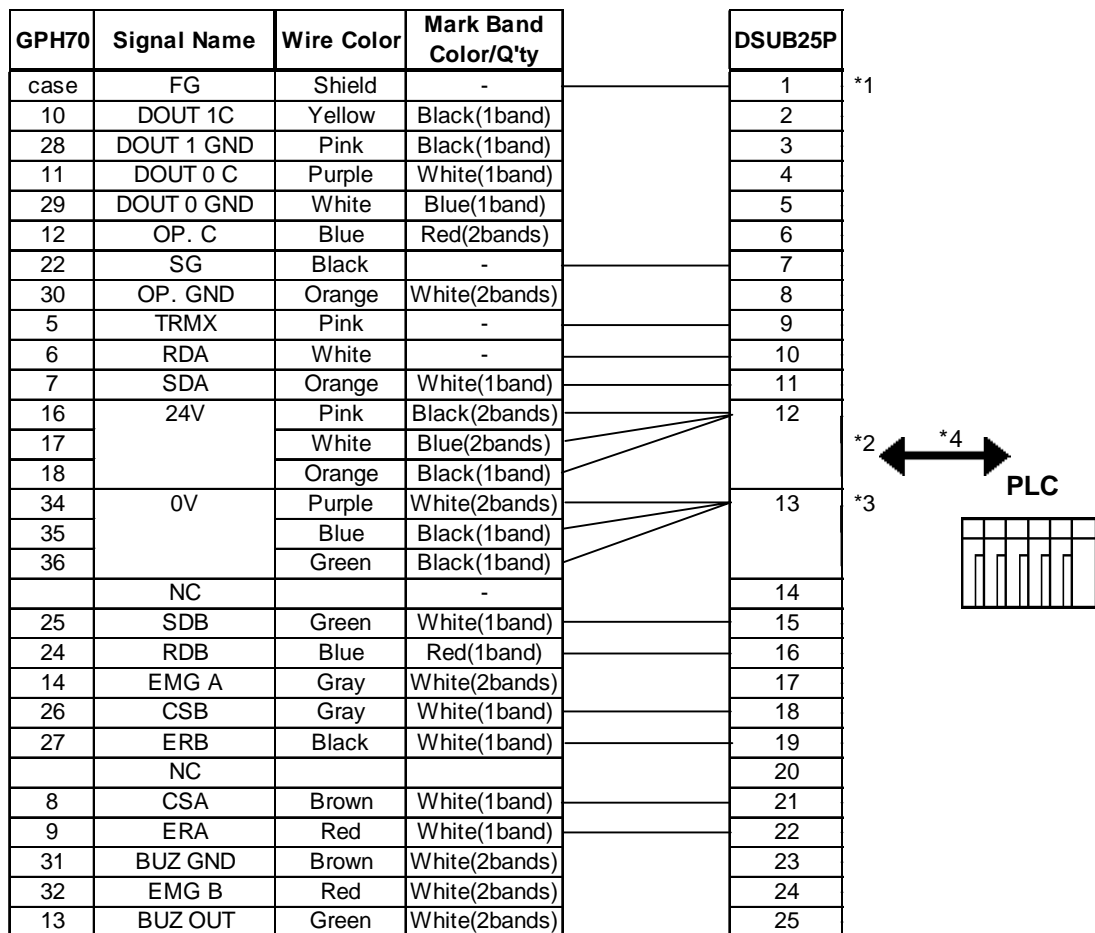 GPH70 Signal Name Wire Color Mark Band Color/Q'ty DSUB25P
case FG Shield - 1 *1
10 DOUT 1C Yellow Black(1band) 2
28 DOUT 1 GND Pink Black(1band) 3
11 DOUT 0 C Purple White(1band) 4
29 DOUT 0 GND White Blue(1band) 5
12 OP. C Blue Red(2bands) 6
22 SG Black - 7
30 OP. GND Orange White(2bands) 8
5 TRMX Pink - 9
6 RDA White - 10
7 SDA Orange White(1band) 11
16 24V Pink Black(2bands) 12
17 White Blue(2bands) *2 *4
18 Orange Black(1band)
PLC
34 0V Purple White(2bands) 13 *3
35 Blue Black(1band)
36 Green Black(1band)
NC - 14
25 SDB Green White(1band) 15
24 RDB Blue Red(1band) 16
14 EMG A Gray White(2bands) 17
26 CSB Gray White(1band) 18
27 ERB Black White(1band) 19
NC 20
8 CSA Brown White(1band) 21
9 ERA Red White(1band) 22
31 BUZ GND Brown White(2bands) 23
32 EMG B Red White(2bands) 24
13 BUZ OUT Green White(2bands) 25